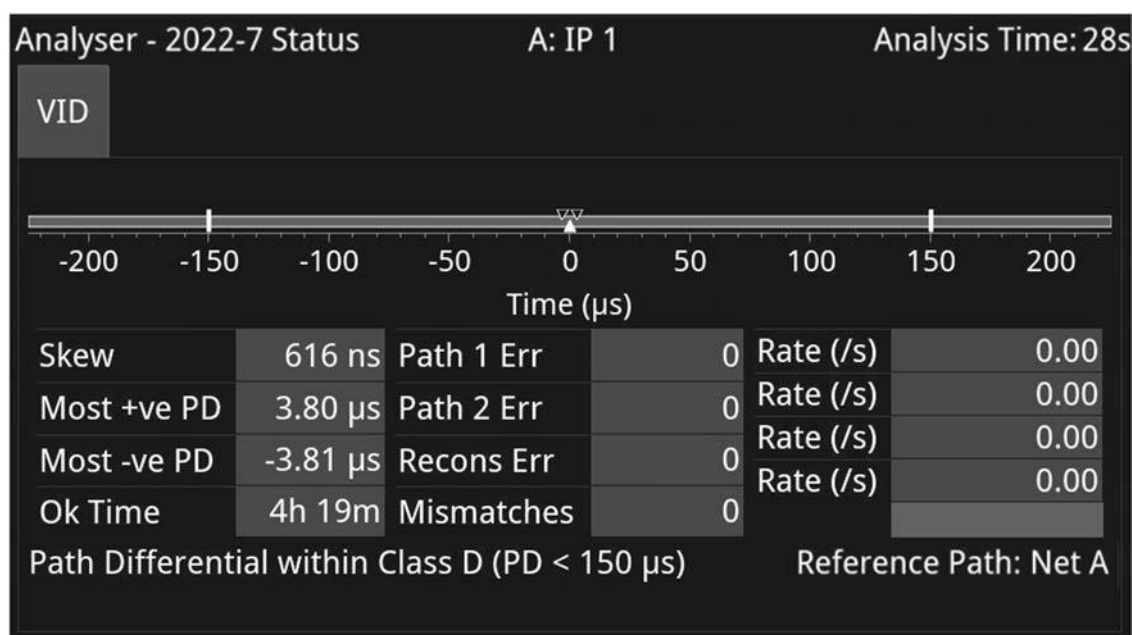 Analyser - 2022-7 Status A: IP 1 Analysis Time: 28s
VID
-200 -150 -100 -50 0 50 100 150 200
Time (µs)
Skew 616 ns Path 1 Err 0 Rate (/s) 0.00
Most +ve PD 3.80 µs Path 2 Err 0 Rate (/s) 0.00
Most -ve PD -3.81 µs Recons Err 0 Rate (/s) 0.00
Ok Time 4h 19m Mismatches 0 Rate (/s) 0.00
Path Differential within Class D (PD < 150 µs) Reference Path: Net A